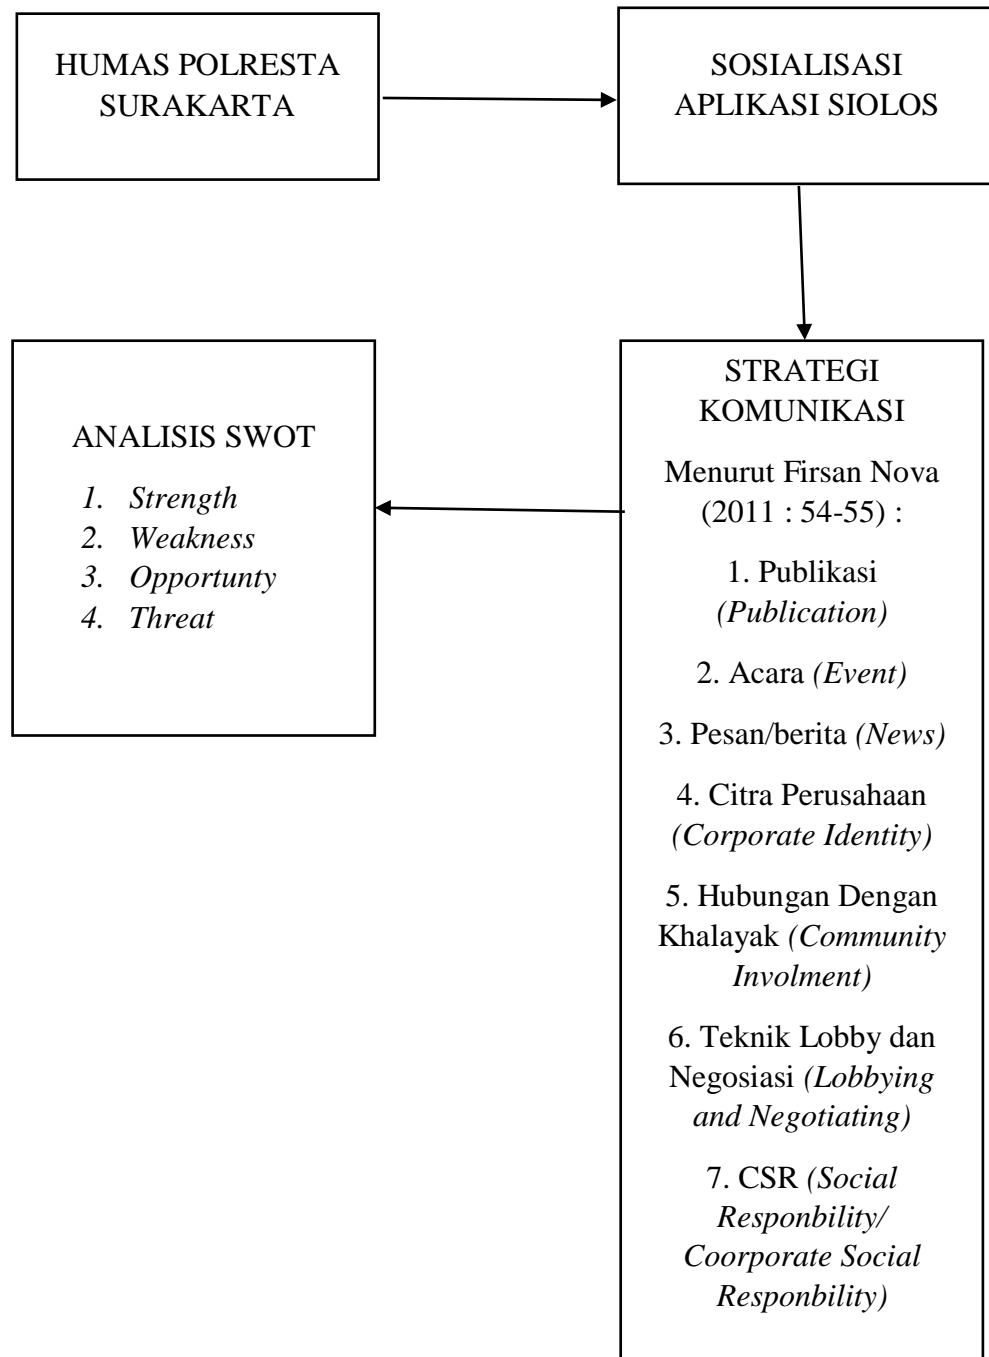 HUMAS POLRESTA
SURAKARTA
SOSIALISASI
APLIKASI SIOLOS
STRATEGI
KOMUNIKASI
Menurut Firsan Nova
(2011 : 54-55) :
1. Publikasi
(Publication)
2. Acara (Event)
3. Pesan/berita (News)
4. Citra Perusahaan
(Corporate Identity)
5. Hubungan Dengan
Khalayak (Community
Involment)
6. Teknik Lobby dan
Negosiasi (Lobbying
and Negotiating)
7. CSR (Social
Responbility/
Coorporate Social
Responbility)
ANALISIS SWOT
1. Strength
2. Weakness
3. Opportunty
4. Threat